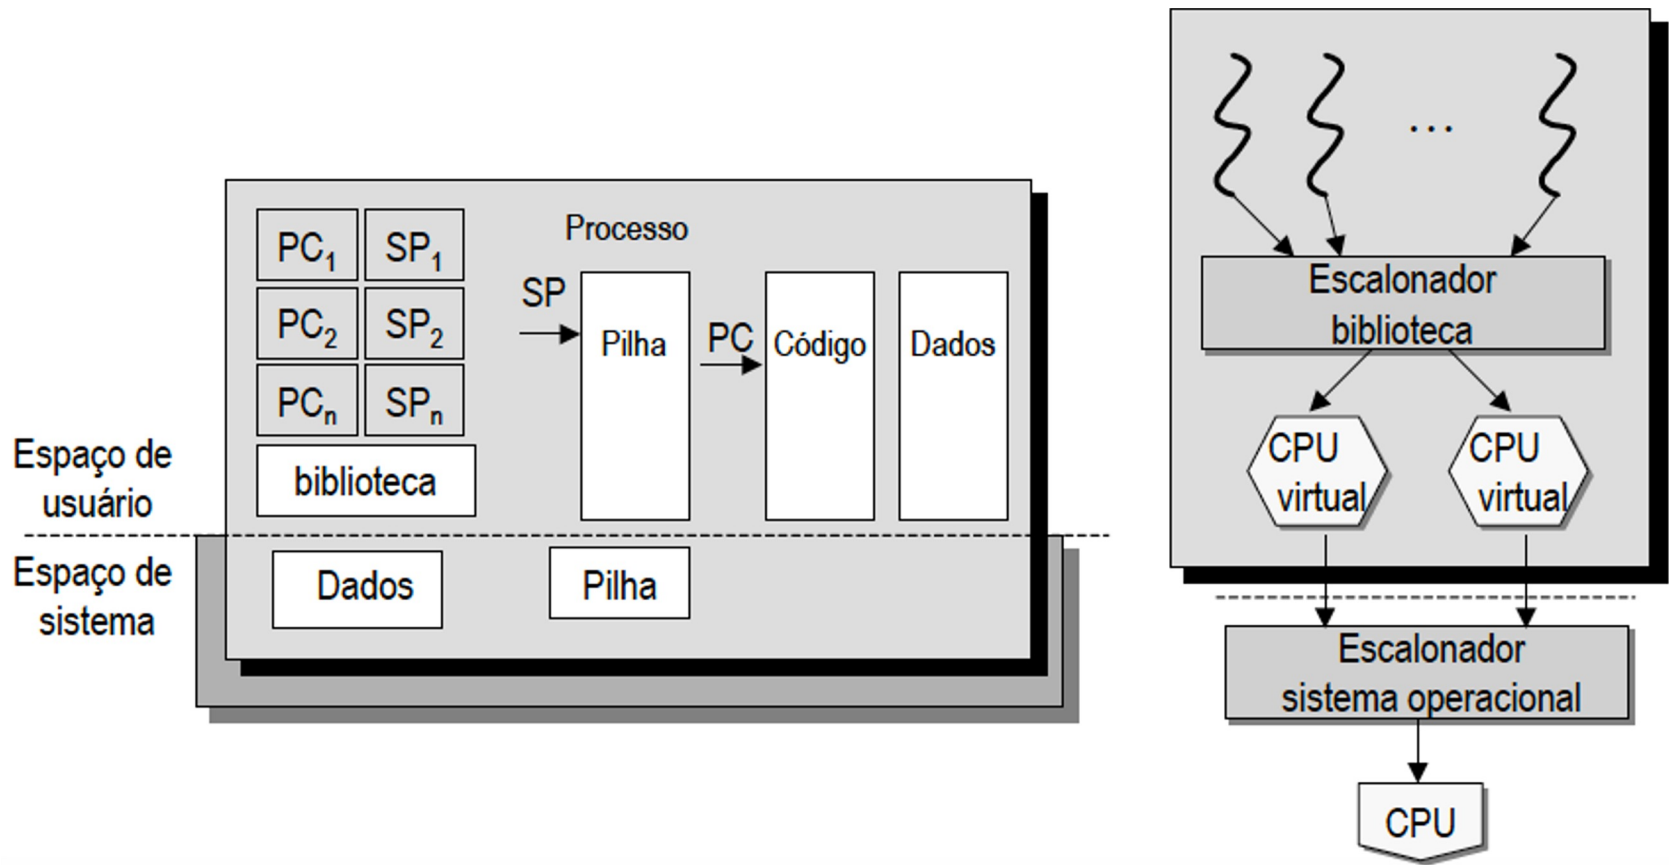 Processo
PC1 SP1
PC2 SP2
PCn SPn
biblioteca
SP
Pilha
PC
Código
Dados
Espaço de
usuário
Espaço de
sistema
Dados
Pilha
...
Escalonador
biblioteca
CPU
virtual
CPU
virtual
Escalonador
sistema operacional
CPU